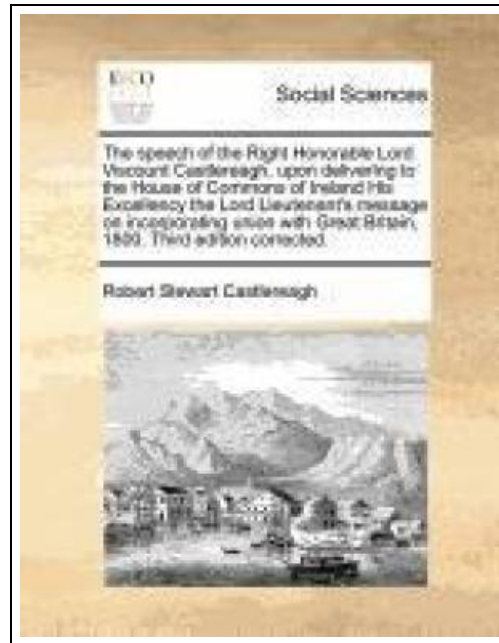 ECCO
Social Sciences
The speech of the Right Honorable Lord
Viscount Castlereagh, upon delivering to
the House of Commons of Ireland His
Excellency the Lord Lieutenant's message
on incorporating union with Great Britain,
1800. Third edition corrected.
Robert Stewart Castlereagh